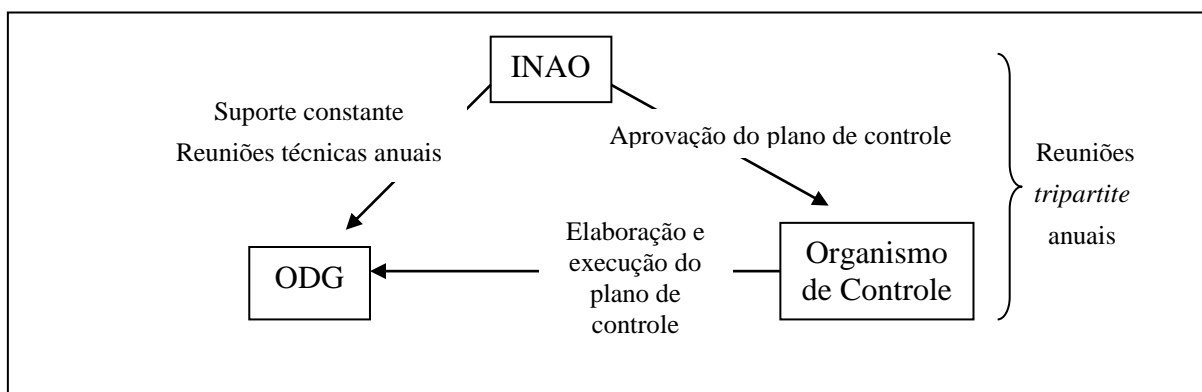 INAO
Suporte constante
Reuniões técnicas anuais
Aprovação do plano de controle
Reuniões
tripartite
anuais
ODG
Elaboração e
execução do
plano de
controle
Organismo
de Controle